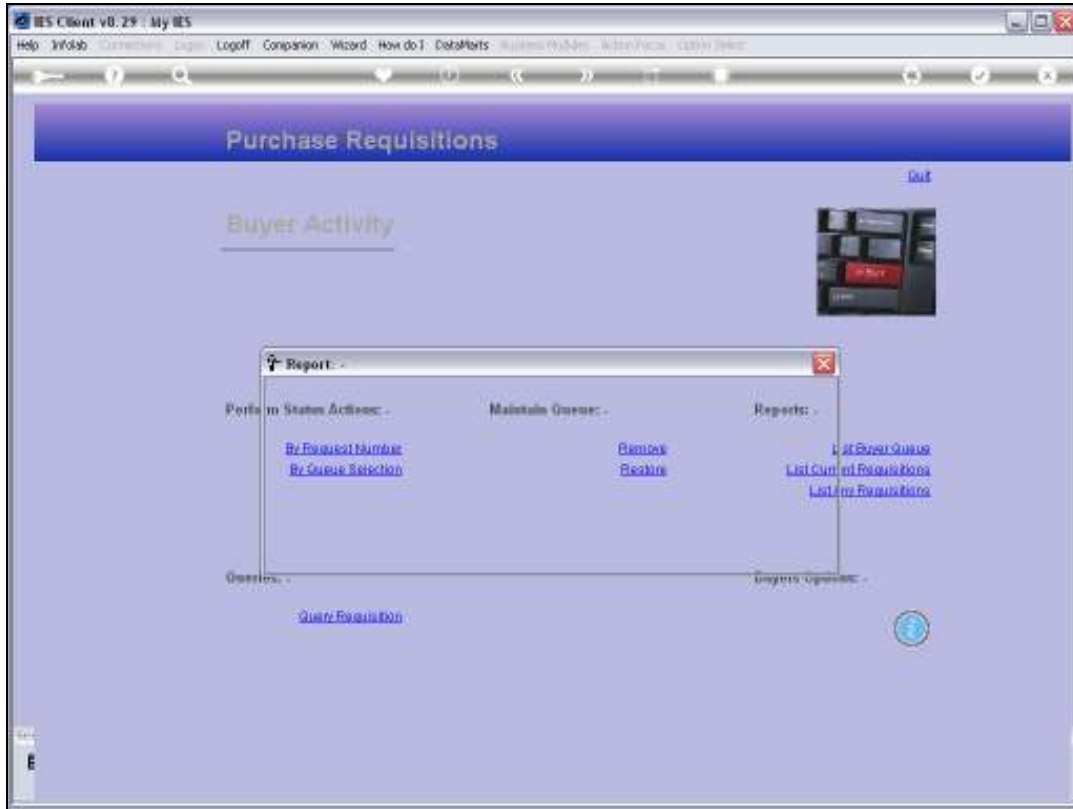 IES Client v8.29 : My IES
Help Infolab Logoff Companion Wizard How do I DataMarts
Purchase Requisitions
Quit
Buyer Activity
Report: -
Perform Status Actions: - Maintain Queue: - Reports: -
By Request Number Remove List Buyer Queue
By Queue Selection Restore List Current Requisitions
List Any Requisitions
Queries: - Buyers Options: -
Query Requisition